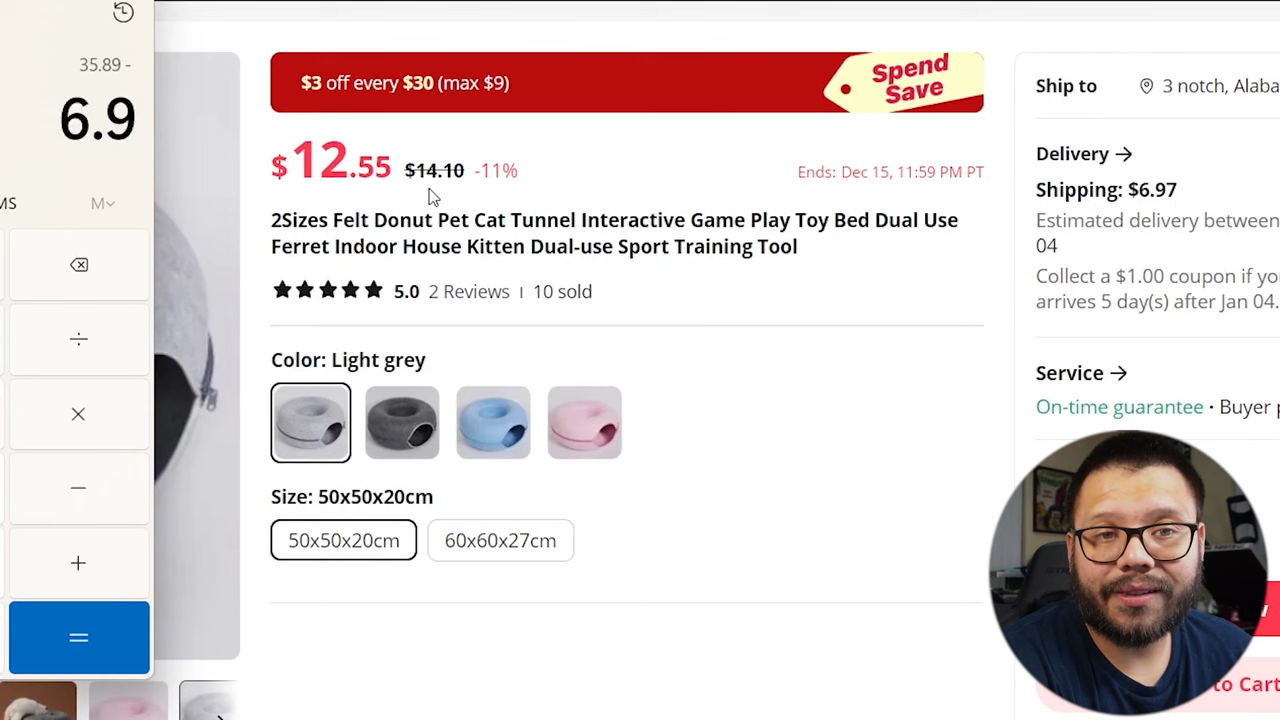 35.89 -
6.9
MS
M
÷
×
−
+
=
$3 off every $30 (max $9)
Spend
Save
$12.55 $14.10 -11%
Ends: Dec 15, 11:59 PM PT
2Sizes Felt Donut Pet Cat Tunnel Interactive Game Play Toy Bed Dual Use
Ferret Indoor House Kitten Dual-use Sport Training Tool
5.0 2 Reviews 10 sold
Color: Light grey
Size: 50x50x20cm
50x50x20cm 60x60x27cm
Ship to 3 notch, Alaba
Delivery →
Shipping: $6.97
Estimated delivery between
04
Collect a $1.00 coupon if yo
arrives 5 day(s) after Jan 04.
Service →
On-time guarantee · Buyer p
to Cart